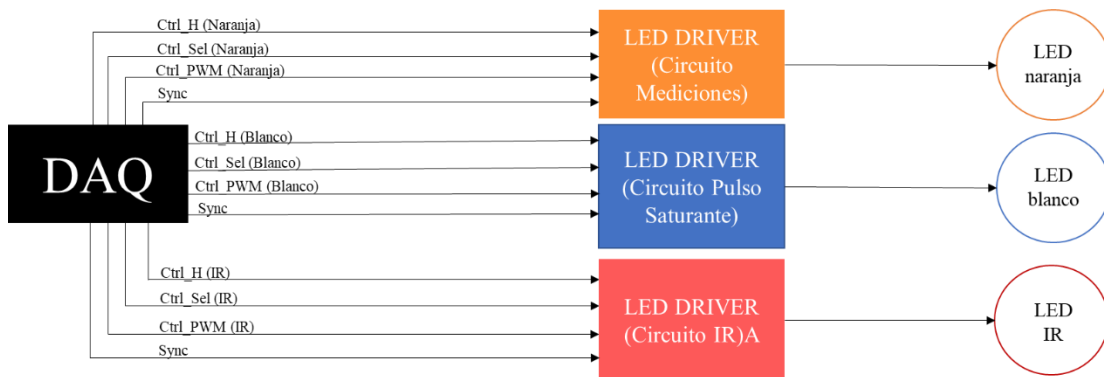 Ctrl_H (Naranja)
Ctrl_Sel (Naranja)
Ctrl_PWM (Naranja)
Sync
LED DRIVER
(Circuito
Mediciones)
LED
naranja
DAQ
Ctrl_H (Blanco)
Ctrl_Sel (Blanco)
Ctrl_PWM (Blanco)
Sync
LED DRIVER
(Circuito Pulso
Saturante)
LED
blanco
Ctrl_H (IR)
Ctrl_Sel (IR)
Ctrl_PWM (IR)
Sync
LED DRIVER
(Circuito IR)A
LED
IR